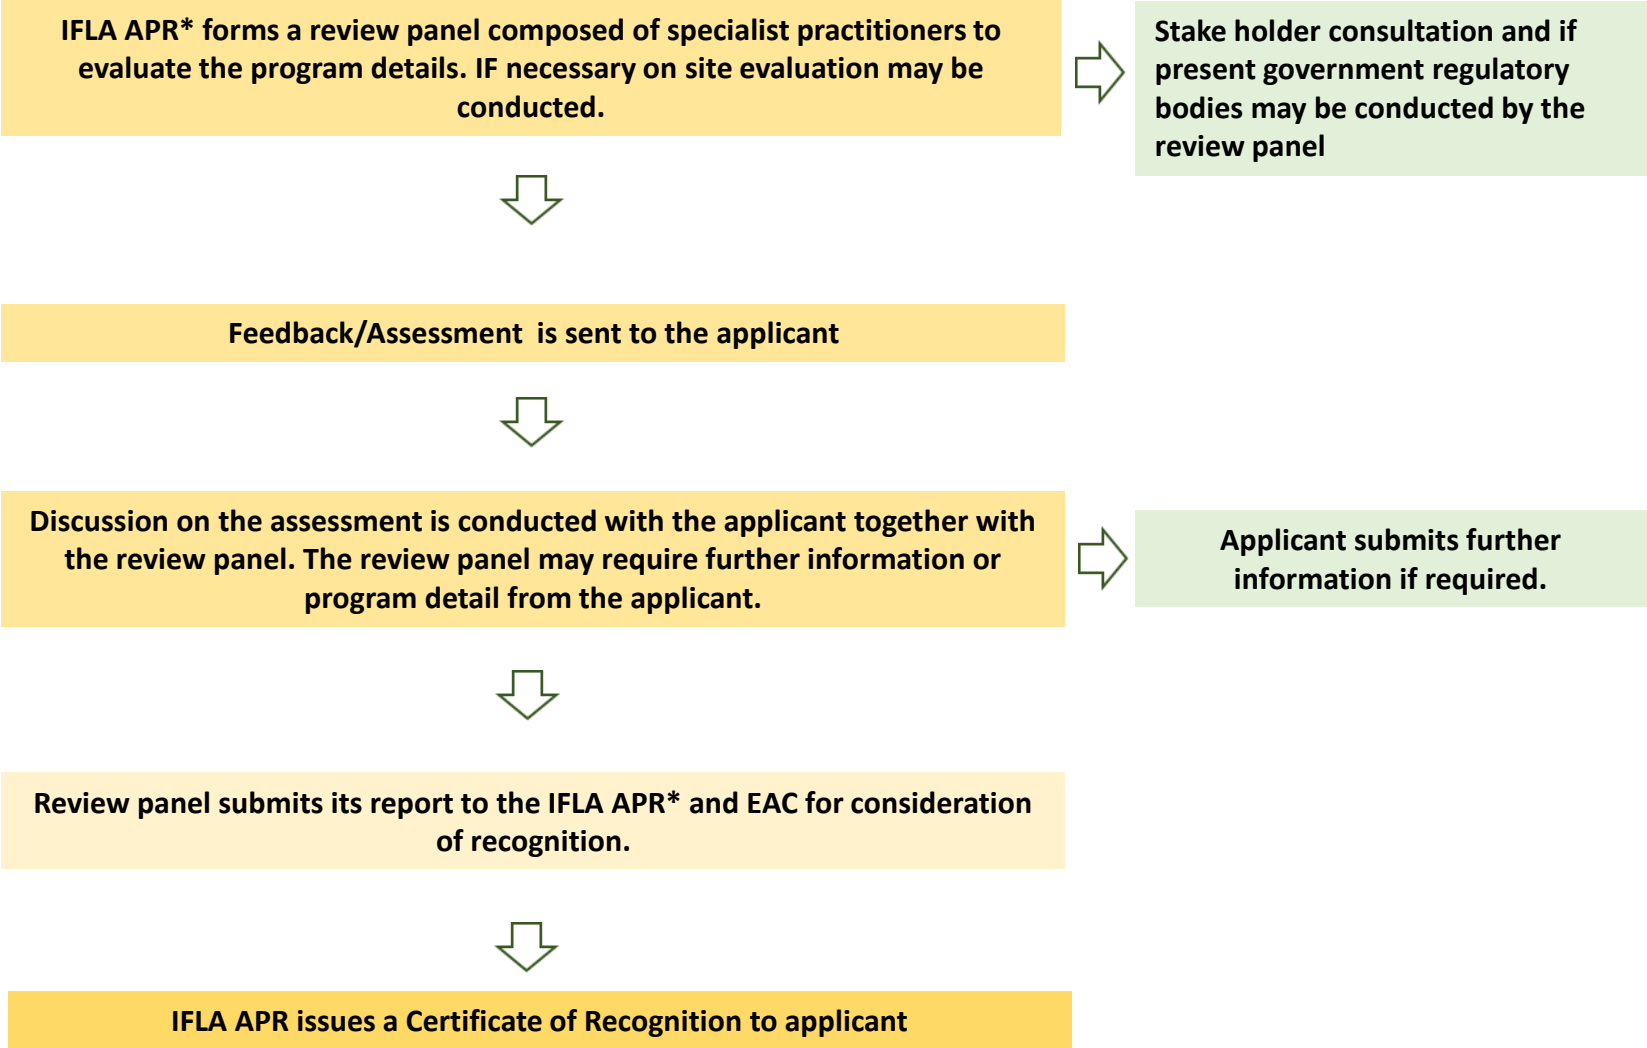 IFLA APR* forms a review panel composed of specialist practitioners to
evaluate the program details. IF necessary on site evaluation may be
conducted.
Stake holder consultation and if
present government regulatory
bodies may be conducted by the
review panel
Feedback/Assessment  is sent to the applicant
Discussion on the assessment is conducted with the applicant together with
the review panel. The review panel may require further information or
program detail from the applicant.
Applicant submits further
information if required.
Review panel submits its report to the IFLA APR* and EAC for consideration
of recognition.
IFLA APR issues a Certificate of Recognition to applicant